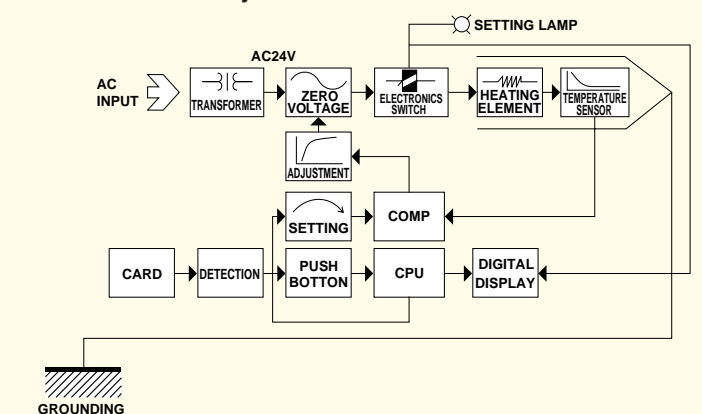 SETTING LAMP
AC24V
AC
INPUT
TRANSFORMER
ZERO
VOLTAGE
ELECTRONICS
SWITCH
HEATING
ELEMENT
TEMPERATURE
SENSOR
ADJUSTMENT
SETTING
COMP
CARD
DETECTION
PUSH
BOTTON
CPU
DIGITAL
DISPLAY
GROUNDING